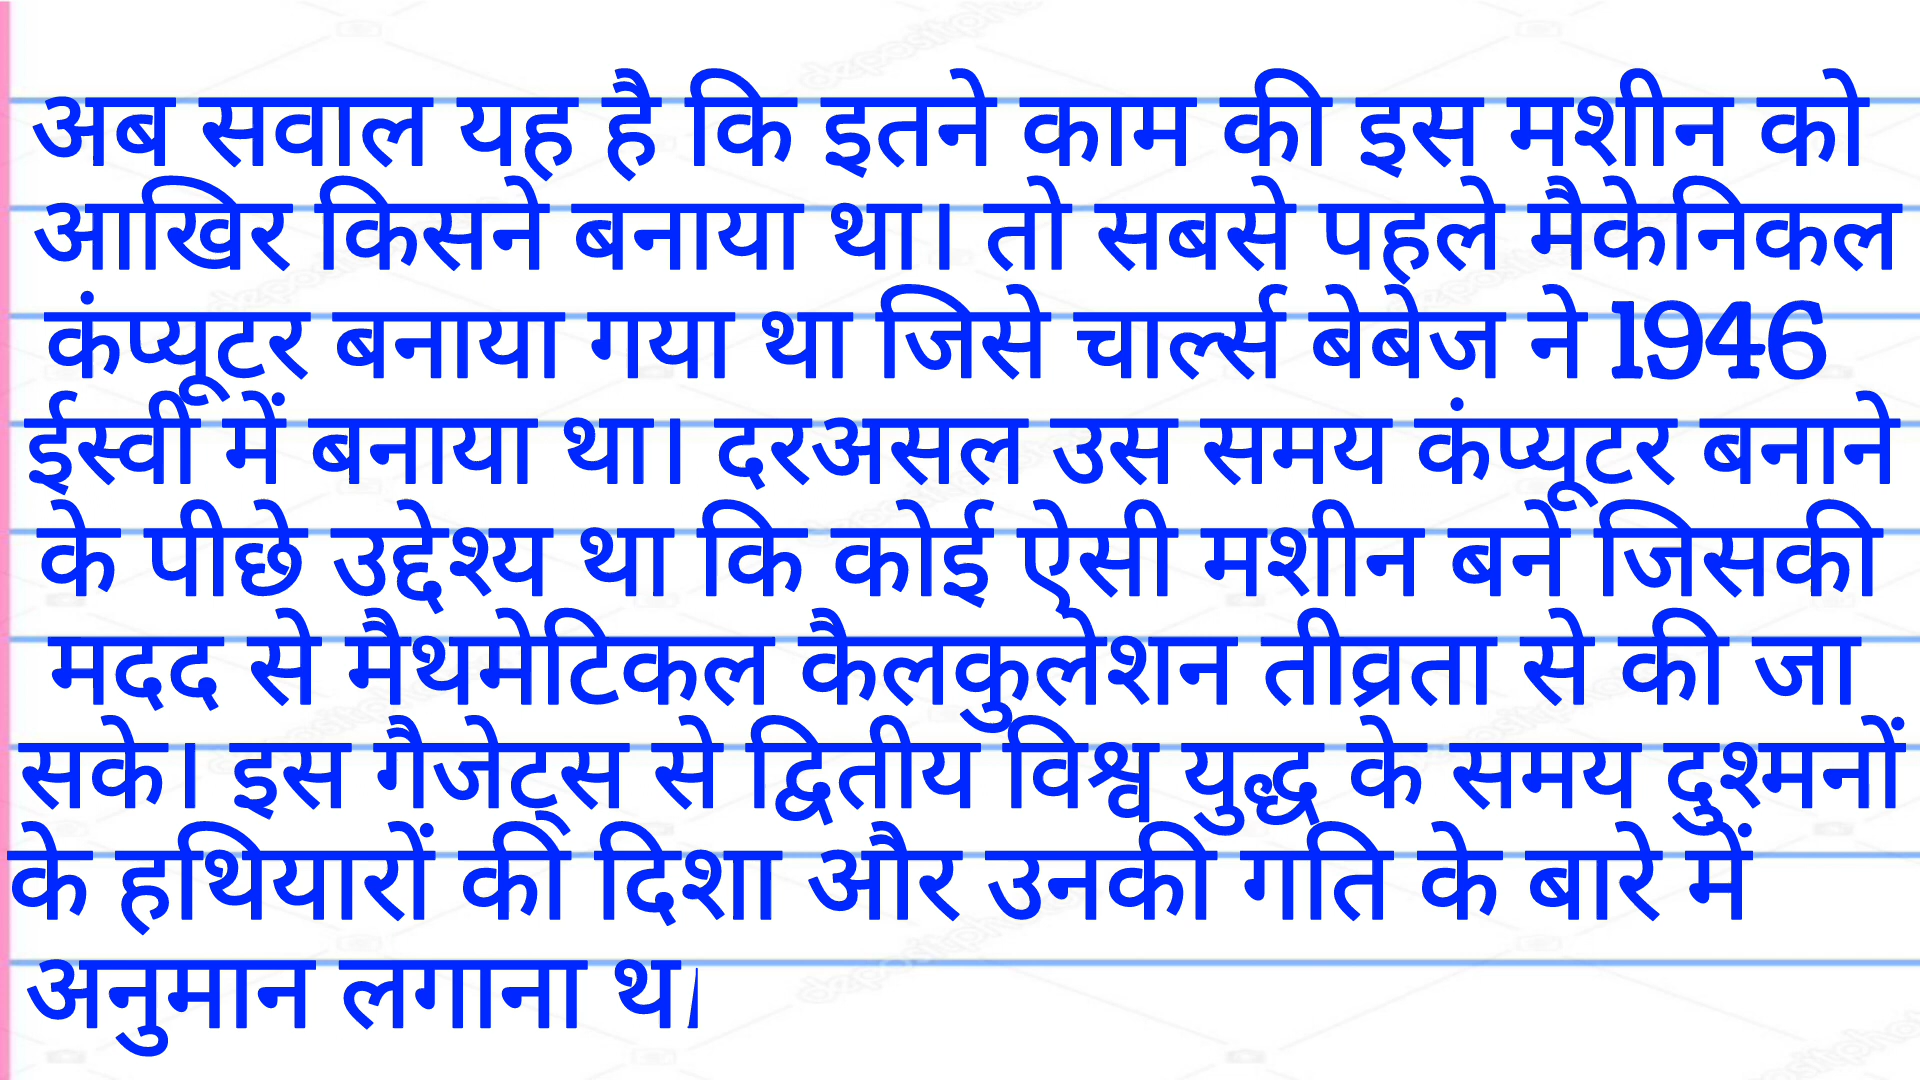 अब सवाल यह है कि इतने काम की इस मशीन को
आखिर किसने बनाया था। तो सबसे पहले मैकेनिकल
कंप्यूटर बनाया गया था जिसे चार्ल्स बेबेज ने 1946
ईस्वी में बनाया था। दरअसल उस समय कंप्यूटर बनाने
के पीछे उद्देश्य था कि कोई ऐसी मशीन बने जिसकी
मदद से मैथमेटिकल कैलकुलेशन तीव्रता से की जा
सके। इस गैजेट्स से द्वितीय विश्व युद्ध के समय दुश्मनों
के हथियारों की दिशा और उनकी गति के बारे में
अनुमान लगाना